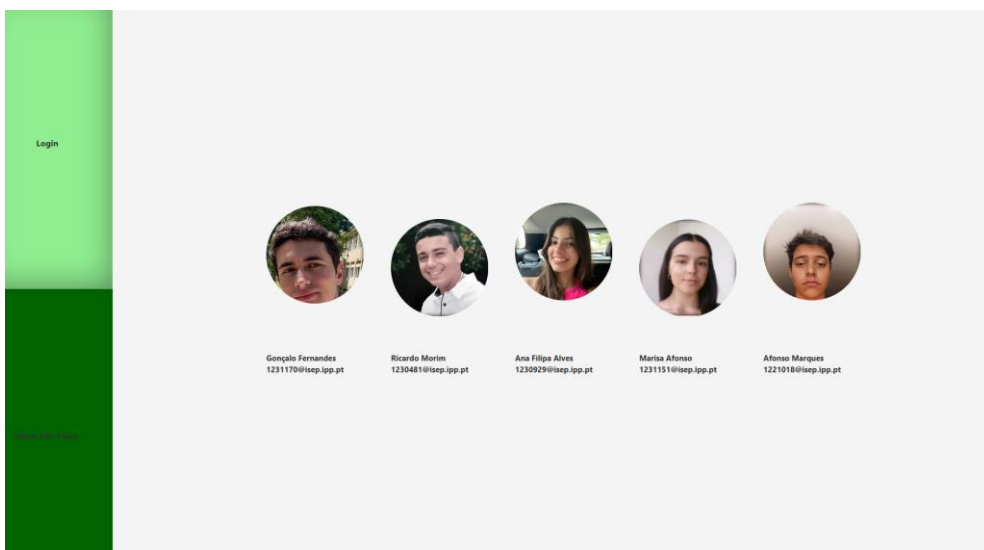 Login
Gonçalo Fernandes
1231170@isep.ipp.pt
Ricardo Morim
1230481@isep.ipp.pt
Ana Filipa Alves
1230929@isep.ipp.pt
Marisa Afonso
1231151@isep.ipp.pt
Afonso Marques
1221018@isep.ipp.pt